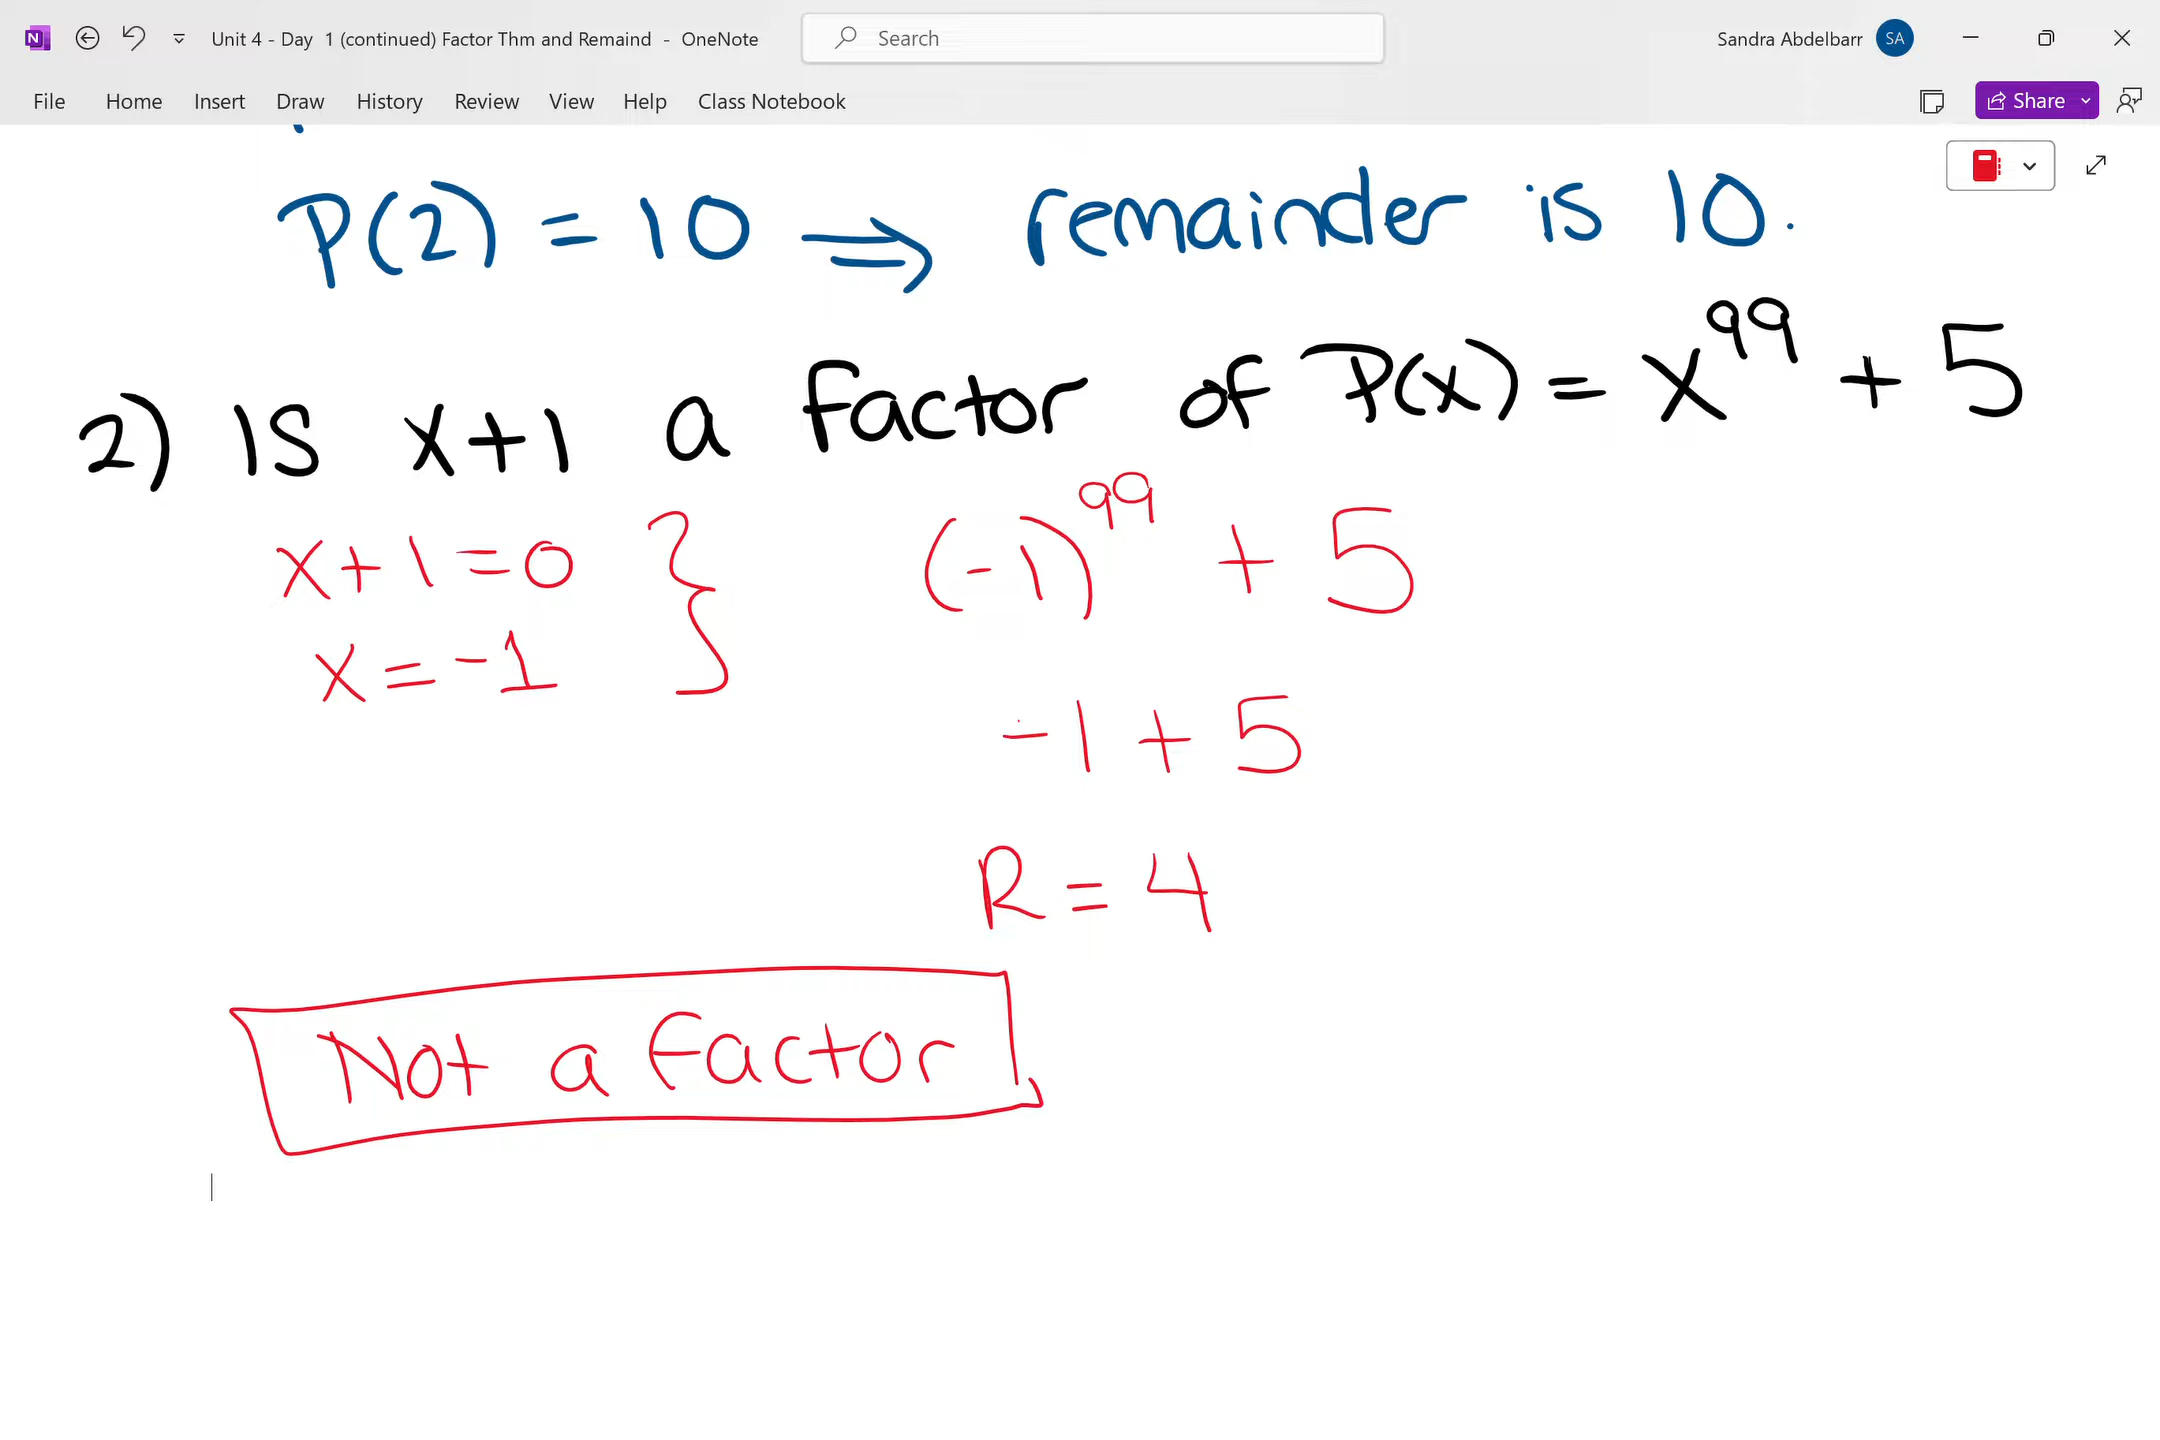 Unit 4 - Day 1 (continued) Factor Thm and Remaind - OneNote
Search
Sandra Abdelbarr
SA
File Home Insert Draw History Review View Help Class Notebook
Share
P(2) = 10 ⟹ remainder is 10.
2) Is x+1 a factor of P(x) = x⁹⁹ + 5
x+1=0
x=-1
(-1)⁹⁹ + 5
-1 + 5
R = 4
Not a factor